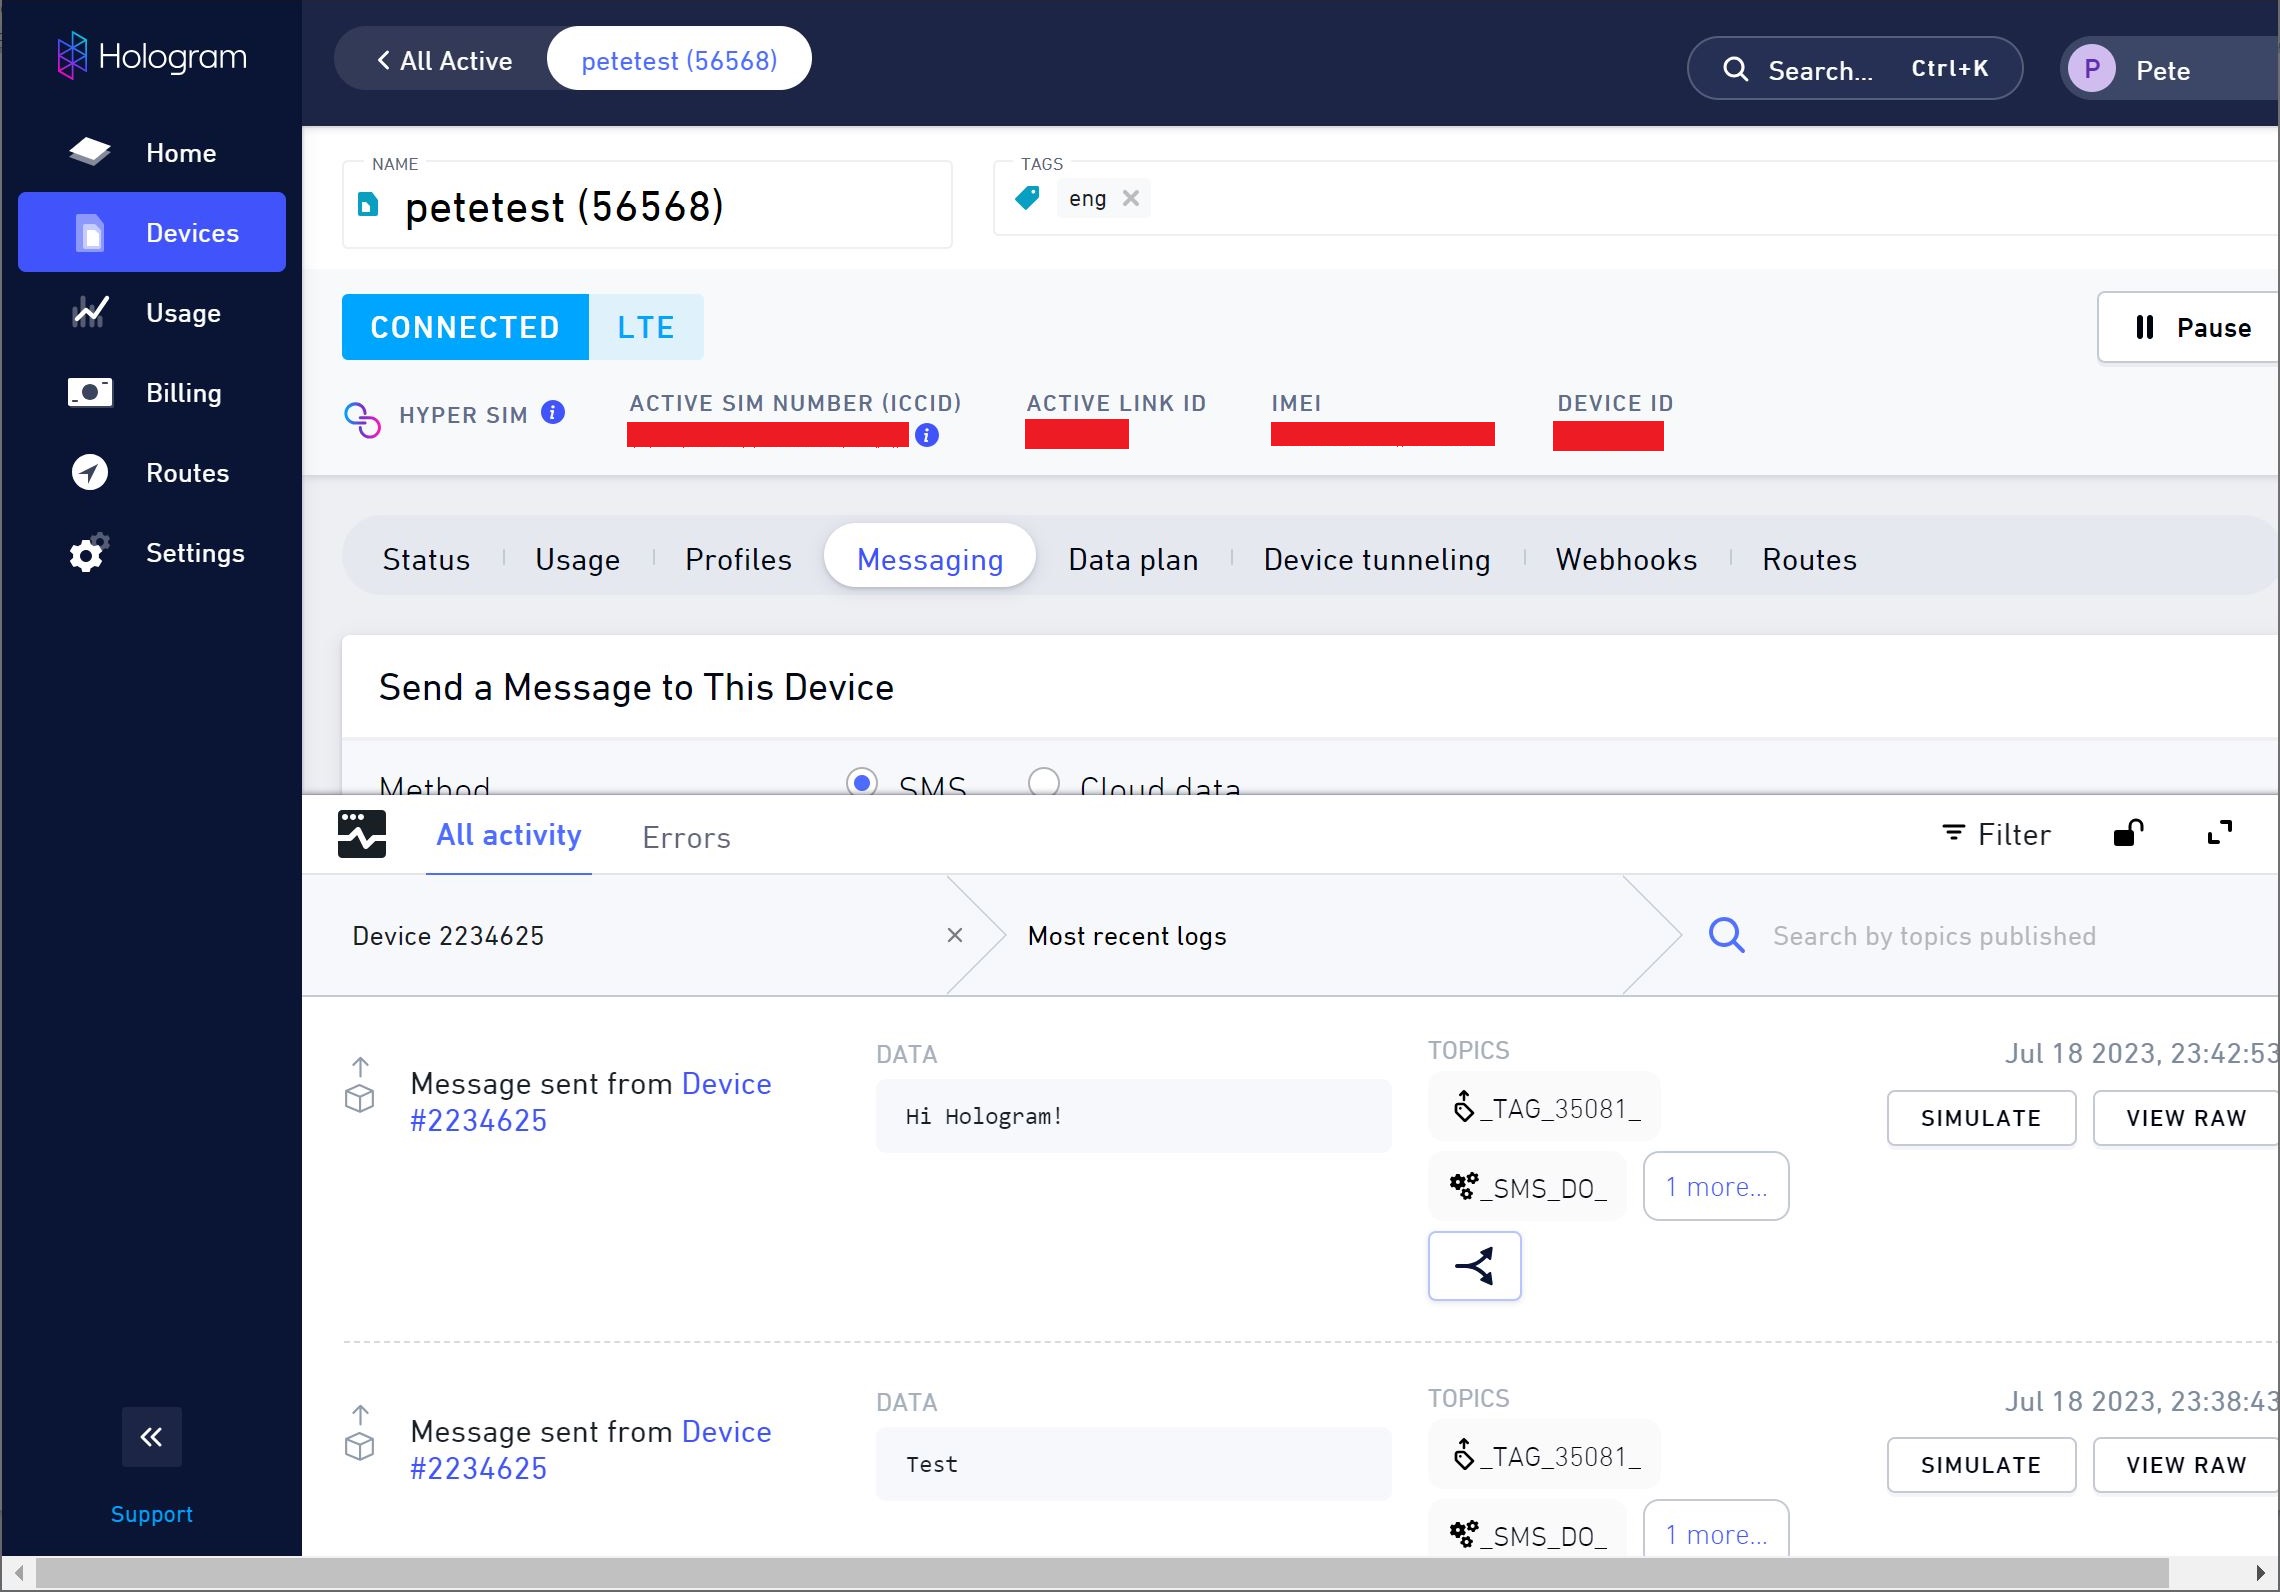 Hologram
Home
Devices
Usage
Billing
Routes
Settings
Support
All Active
petetest (56568)
Search... Ctrl+K
P Pete
NAME
petetest (56568)
TAGS
eng
CONNECTED LTE
Pause
HYPER SIM
ACTIVE SIM NUMBER (ICCID)
ACTIVE LINK ID
IMEI
DEVICE ID
Status Usage Profiles Messaging Data plan Device tunneling Webhooks Routes
Send a Message to This Device
Method SMS Cloud data
All activity Errors Filter
Device 2234625 Most recent logs Search by topics published
Message sent from Device
#2234625
DATA
Hi Hologram!
TOPICS
_TAG_35081_
_SMS_DO_ 1 more...
Jul 18 2023, 23:42:53
SIMULATE VIEW RAW
Message sent from Device
#2234625
DATA
Test
TOPICS
_TAG_35081_
_SMS_DO_ 1 more...
Jul 18 2023, 23:38:43
SIMULATE VIEW RAW